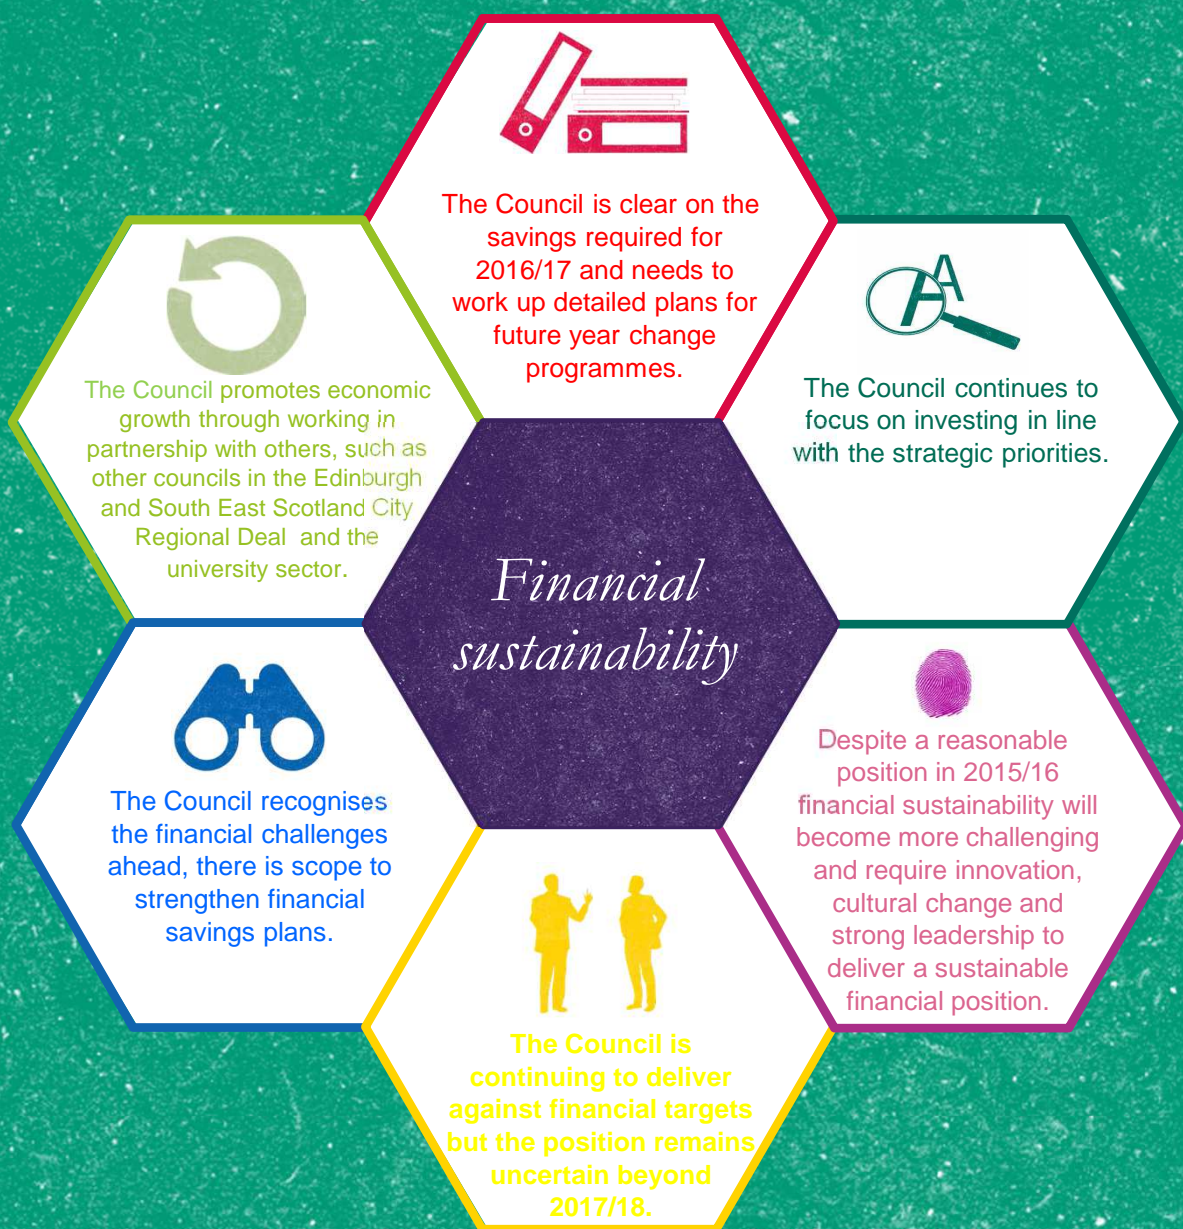 The Council is clear on the
savings required for
2016/17 and needs to
work up detailed plans for
future year change
programmes.
The Council promotes economic
growth through working in
partnership with others, such as
other councils in the Edinburgh
and South East Scotland City
Regional Deal and the
university sector.
The Council continues to
focus on investing in line
with the strategic priorities.
Financial
sustainability
The Council recognises
the financial challenges
ahead, there is scope to
strengthen financial
savings plans.
Despite a reasonable
position in 2015/16
financial sustainability will
become more challenging
and require innovation,
cultural change and
strong leadership to
deliver a sustainable
financial position.
The Council is
continuing to deliver
against financial targets
but the position remains
uncertain beyond
2017/18.